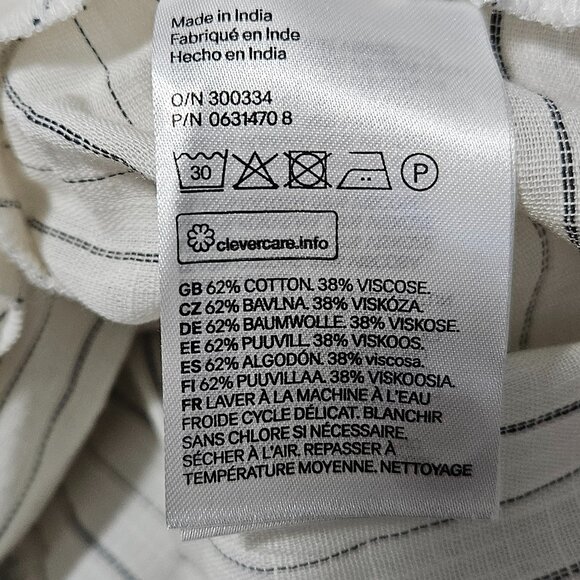 Made in India
Fabriqué en Inde
Hecho en India
O/N 300334
P/N 0631470 8
30
P
clevercare.info
GB 62% COTTON. 38% VISCOSE.
CZ 62% BAVLNA. 38% VISKÓZA.
DE 62% BAUMWOLLE. 38% VISKOSE.
EE 62% PUUVILL. 38% VISKOOS.
ES 62% ALGODÓN. 38% viscosa.
FI 62% PUUVILLAA. 38% VISKOOSIA.
FR LAVER À LA MACHINE À L'EAU
FROIDE CYCLE DÉLICAT. BLANCHIR
SANS CHLORE SI NÉCESSAIRE.
SÉCHER À L'AIR. REPASSER À
TEMPÉRATURE MOYENNE. NETTOYAGE